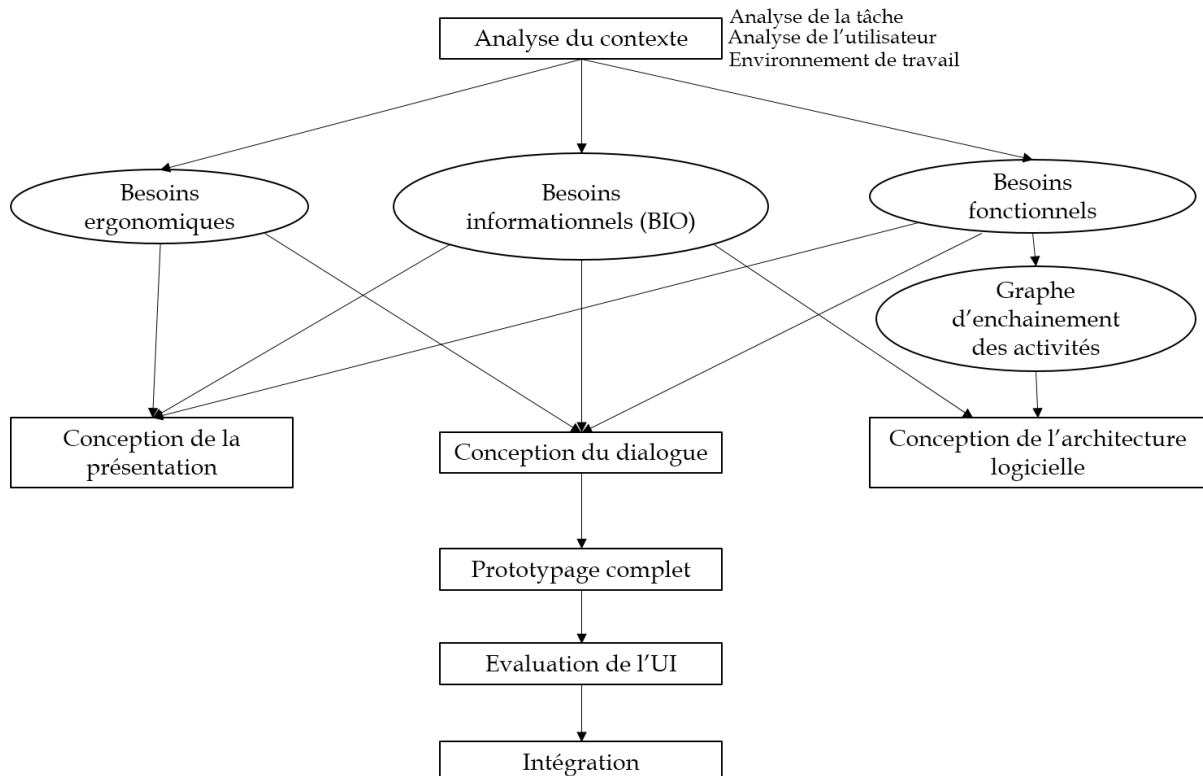 Analyse du contexte
Analyse de la tâche
Analyse de l’utilisateur
Environnement de travail
Besoins
ergonomiques
Besoins
informationnels (BIO)
Besoins
fonctionnels
Graphe
d’enchainement
des activités
Conception de la
présentation
Conception du dialogue
Conception de l’architecture
logicielle
Prototypage complet
Evaluation de l’UI
Intégration